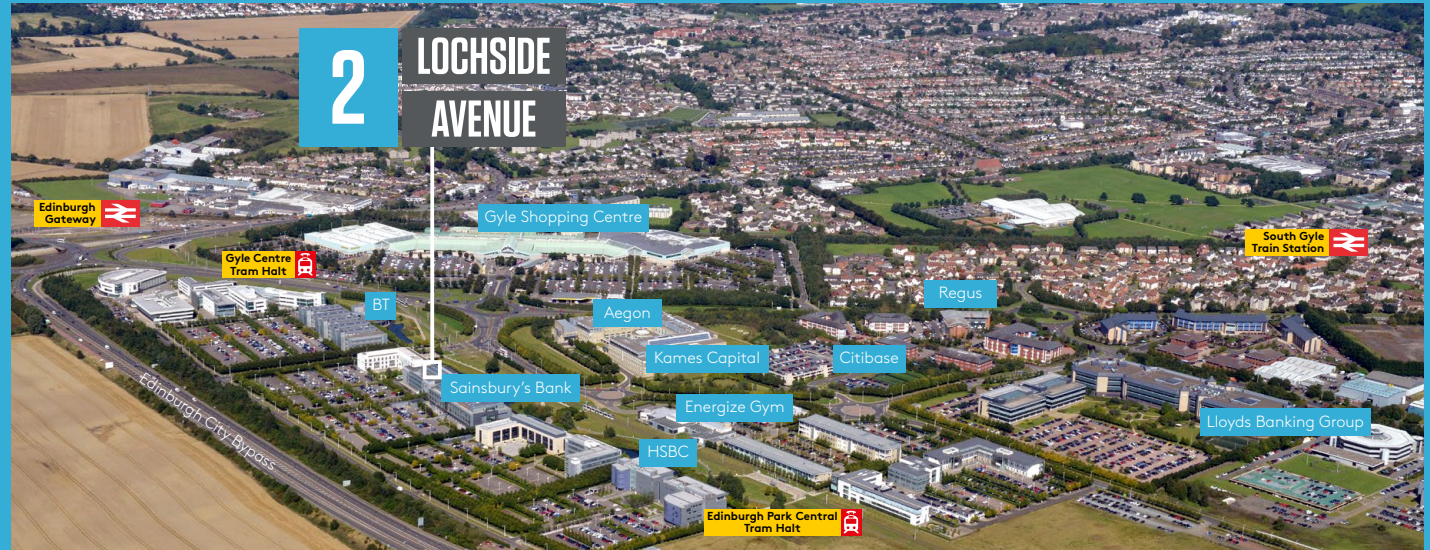 2
LOCHSIDE
AVENUE
Edinburgh
Gateway
Gyle Shopping Centre
South Gyle
Train Station
Gyle Centre
Tram Halt
BT
Regus
Aegon
Kames Capital
Citibase
Sainsbury's Bank
Edinburgh City Bypass
Energize Gym
Lloyds Banking Group
HSBC
Edinburgh Park Central
Tram Halt